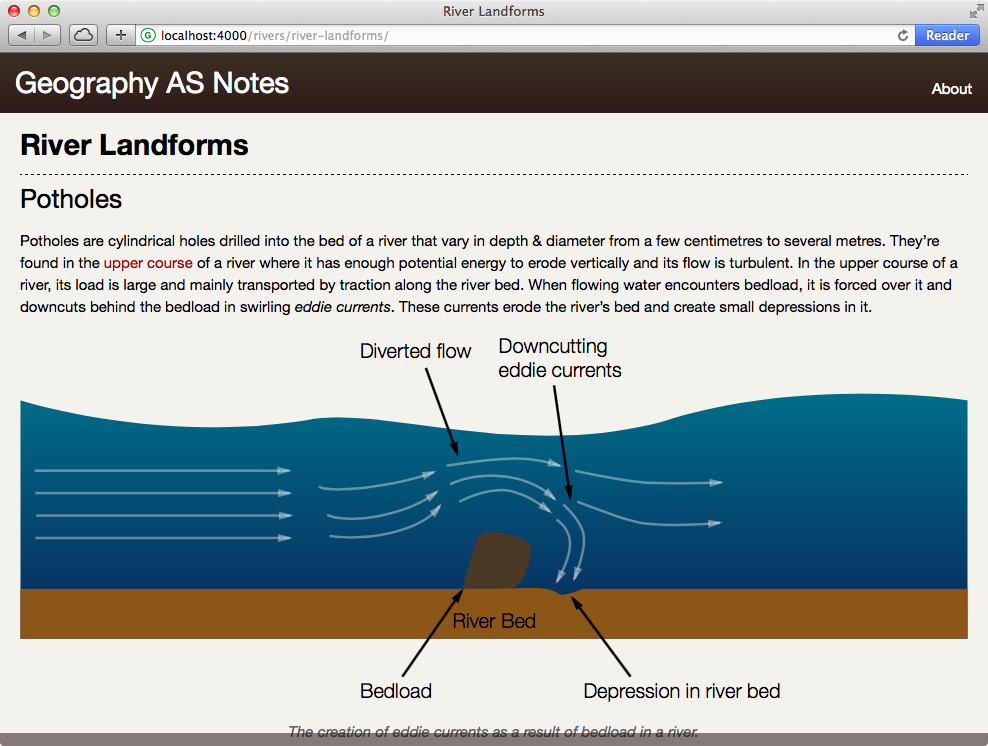 River Landforms
localhost:4000/rivers/river-landforms/
Reader
Geography AS Notes
About
River Landforms
Potholes
Potholes are cylindrical holes drilled into the bed of a river that vary in depth & diameter from a few centimetres to several metres. They’re
found in the upper course of a river where it has enough potential energy to erode vertically and its flow is turbulent. In the upper course of a
river, its load is large and mainly transported by traction along the river bed. When flowing water encounters bedload, it is forced over it and
downcuts behind the bedload in swirling eddie currents. These currents erode the river’s bed and create small depressions in it.
Diverted flow
Downcutting
eddie currents
River Bed
Bedload
Depression in river bed
The creation of eddie currents as a result of bedload in a river.